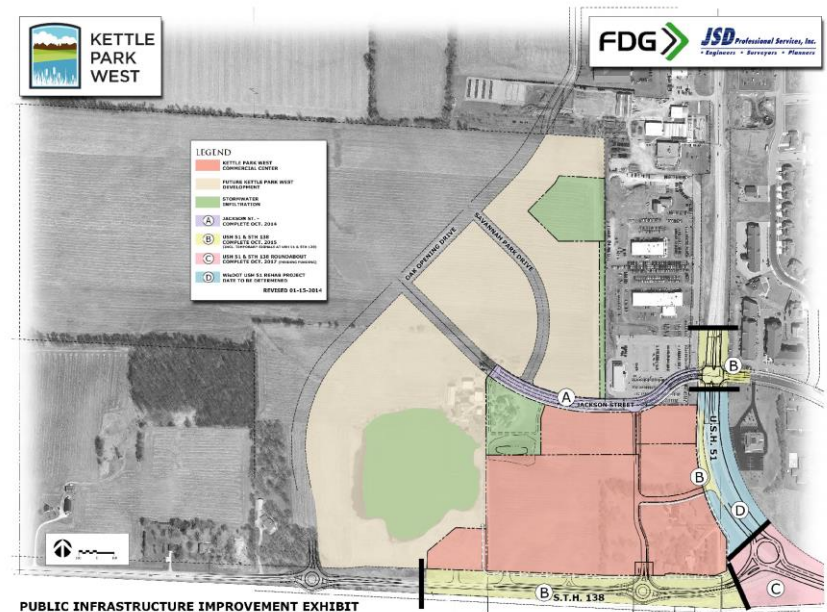 KETTLE
PARK
WEST
FDG
JSD Professional Services, Inc.
• Engineers • Surveyors • Planners
LEGEND
KETTLE PARK WEST
COMMERCIAL CENTER
FUTURE KETTLE PARK WEST
DEVELOPMENT
STORMWATER
INFILTRATION
A JACKSON ST. -
COMPLETE OCT. 2014
B USH 51 & STH 138
COMPLETE OCT. 2015
C USH 51 & STH 138 ROUNDABOUT
COMPLETE OCT. 2017
D WisDOT USH 51 REHAB PROJECT
DATE TO BE DETERMINED
REVISED 01-15-2014
OAK OPENING DRIVE
SAVANNAH PARK DRIVE
B
A
JACKSON STREET
U.S.H. 51
B
D
C
B
S.T.H. 138
PUBLIC INFRASTRUCTURE IMPROVEMENT EXHIBIT